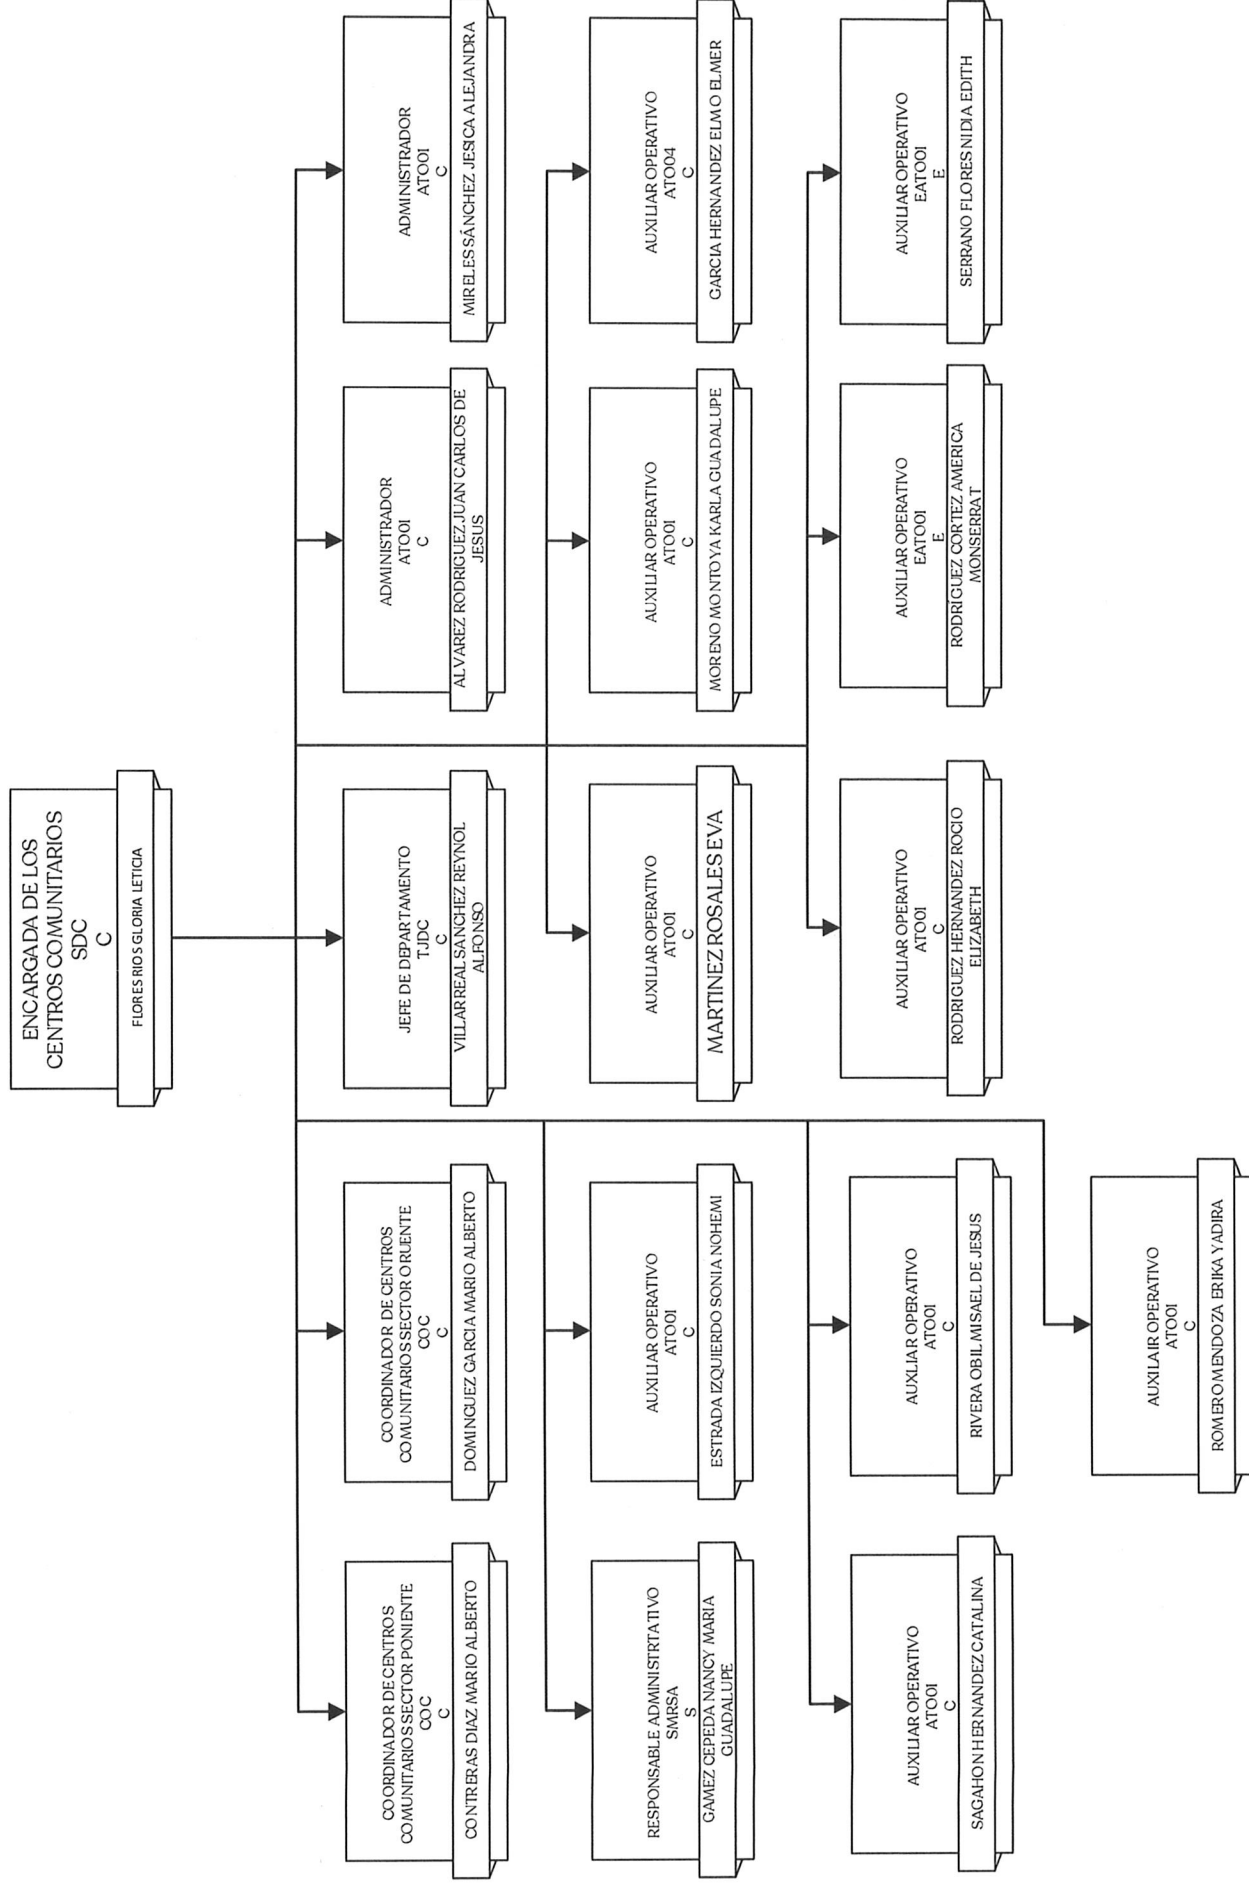 ENCARGADA DE LOS
CENTROS COMUNITARIOS
SDC
C
FLORES RIOS GLORIA LETICIA
COORDINADOR DE CENTROS
COMUNITARIOS SECTOR PONIENTE
COC
C
CONTRERAS DIAZ MARIO ALBERTO
COORDINADOR DE CENTROS
COMUNITARIOS SECTOR ORUENTE
COC
C
DOMINGUEZ GARCIA MARIO ALBERTO
JEFE DE DEPARTAMENTO
TJDC
C
VILLARREAL SANCHEZ REYNOL
ALFONSO
ADMINISTRADOR
ATO01
C
ALVAREZ RODRIGUEZ JUAN CARLOS DE
JESUS
ADMINISTRADOR
ATO01
C
MIRELES SÁNCHEZ JESICA ALEJANDRA
RESPONSABLE ADMINISTRTATIVO
SMRSA
S
GAMEZ CEPEDA NANCY MARIA
GUADALUPE
AUXILIAR OPERATIVO
ATO01
C
ESTRADA IZQUIERDO SONIA NOHEMI
AUXILIAR OPERATIVO
ATO01
C
MARTINEZ ROSALES EVA
AUXILIAR OPERATIVO
ATO01
C
MORENO MONTOYA KARLA GUADALUPE
AUXILIAR OPERATIVO
ATO04
C
GARCIA HERNANDEZ ELMO ELMER
AUXILIAR OPERATIVO
ATO01
C
SAGAHON HERNANDEZ CATALINA
AUXLIAR OPERATIVO
ATO01
C
RIVERA OBIL MISAEL DE JESUS
AUXILIAR OPERATIVO
ATO01
C
RODRIGUEZ HERNANDEZ ROCIO
ELIZABETH
AUXILIAR OPERATIVO
EATO01
E
RODRÍGUEZ CORTEZ AMERICA
MONSERRAT
AUXILIAR OPERATIVO
EATO01
E
SERRANO FLORES NIDIA EDITH
AUXILAIR OPERATIVO
ATO01
C
ROMERO MENDOZA ERIKA YADIRA